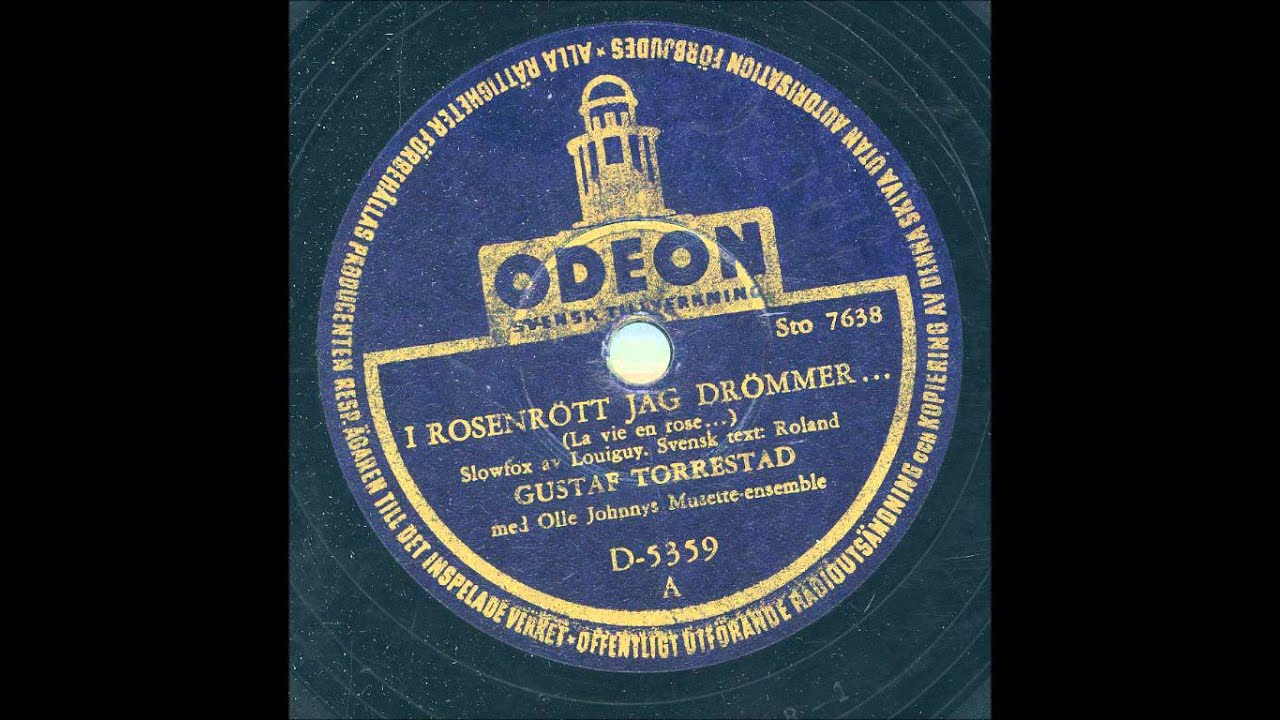 ALLA RÄTTIGHETER FÖRBEHÅLLAS PRODUCENTEN RESP. ÄGAREN TILL DET INSPELADE VERKET • OFFENTLIGT UTFÖRANDE RADIOUTSÄNDNING OCH KOPIERING AV DENNA SKIVA UTAN AUTORISATION FÖRBJUDES •
ODEON
SVENSK TILLVERKNING
Sto 7638
I ROSENRÖTT JAG DRÖMMER...
(La vie en rose...)
Slowfox av Louiguy. Svensk text: Roland
GUSTAF TORRESTAD
med Olle Johnnys Musette-ensemble
D-5359
A